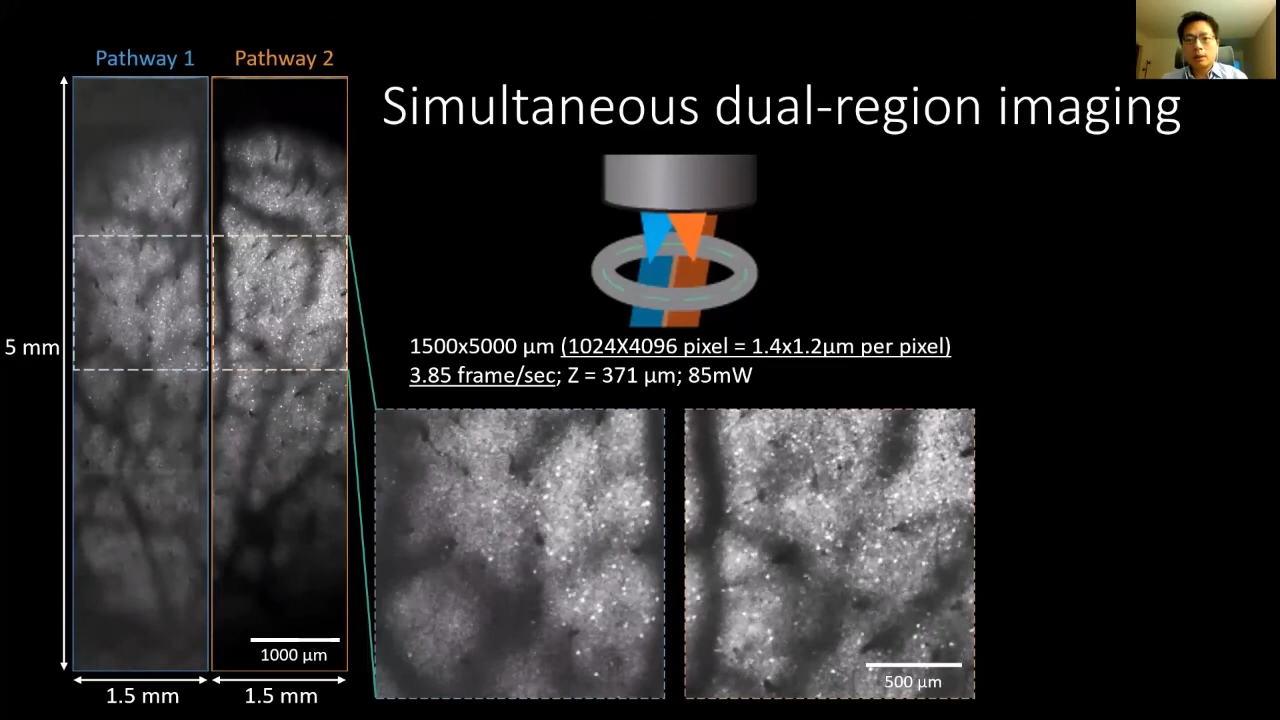 Pathway 1
Pathway 2
Simultaneous dual-region imaging
5 mm
1500x5000 µm (1024X4096 pixel = 1.4x1.2µm per pixel)
3.85 frame/sec; Z = 371 µm; 85mW
1000 µm
500 µm
1.5 mm
1.5 mm